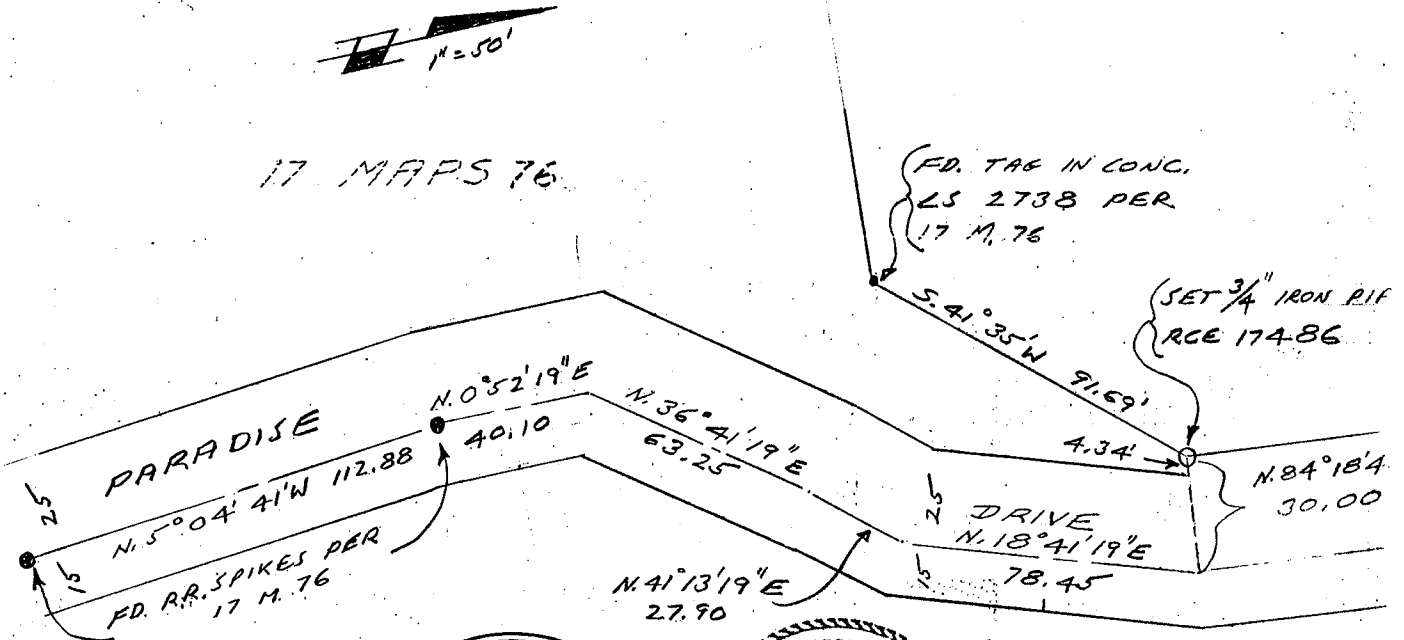 1"=50'
17 MAPS 76
FD. TAG IN CONC.
LS 2738 PER
17 M. 76
SET 3/4" IRON PIP
RCE 17486
S. 41°35' W
91.69'
4.34'
N. 84°18'4
30.00
PARADISE
N. 5°04'41"W 112.88
25
15
FD. R.R. SPIKES PER
17 M. 76
N. 0°52'19"E
40.10
N. 36°41'19"E
63.25
N. 41°13'19"E
27.90
25
DRIVE
N. 18°41'19"E
15
78.45